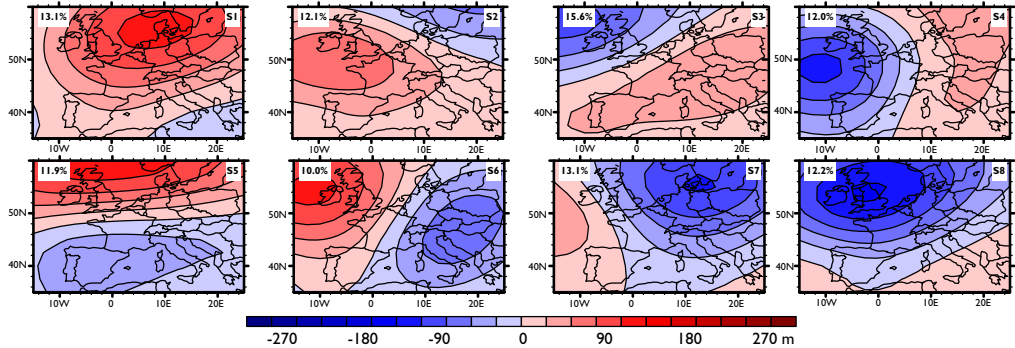 13.1% S1 12.1% S2 15.6% S3 12.0% S4
50N 50N 50N 50N
40N 40N 40N 40N
10W 0 10E 20E 10W 0 10E 20E 10W 0 10E 20E 10W 0 10E 20E
11.9% S5 10.0% S6 13.1% S7 12.2% S8
50N 50N 50N 50N
40N 40N 40N 40N
10W 0 10E 20E 10W 0 10E 20E 10W 0 10E 20E 10W 0 10E 20E
-270 -180 -90 0 90 180 270 m